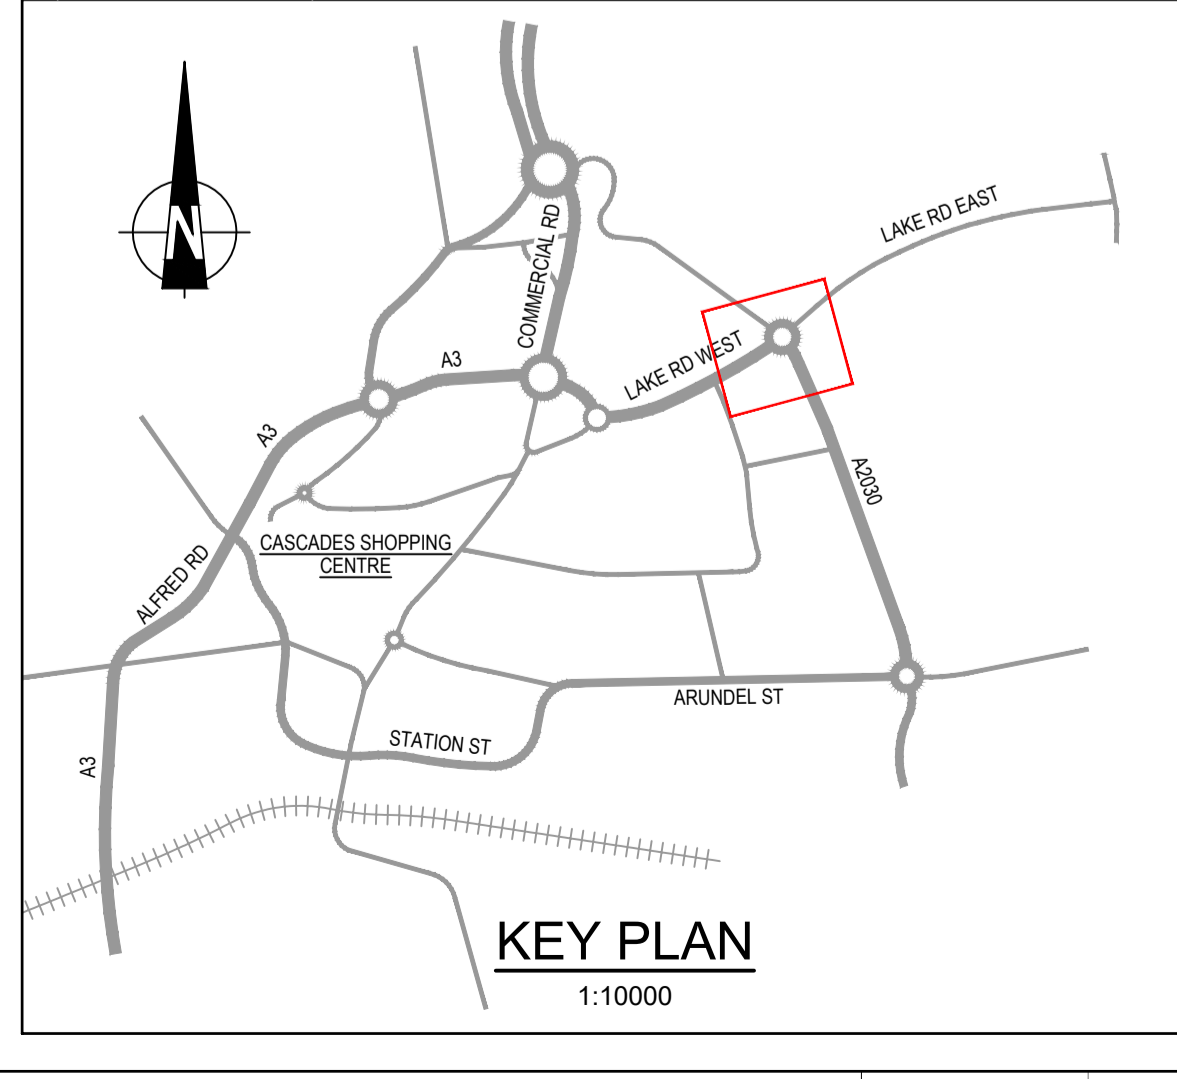 N
COMMERCIAL RD
LAKE RD EAST
A3
LAKE RD WEST
A3
A2030
CASCADES SHOPPING
CENTRE
ALFRED RD
ARUNDEL ST
STATION ST
A3
KEY PLAN
1:10000